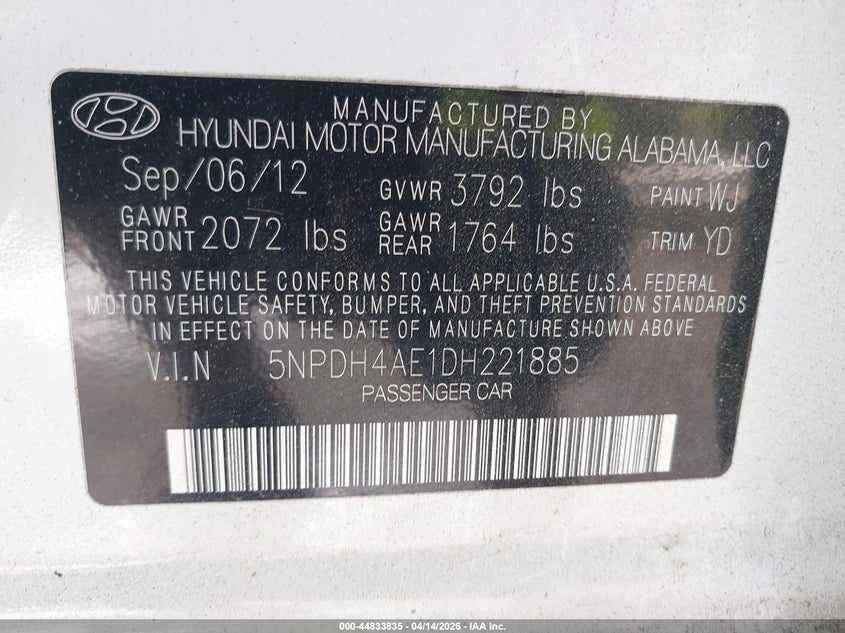 MANUFACTURED BY
HYUNDAI MOTOR MANUFACTURING ALABAMA, LLC
Sep/06/12 GVWR 3792 lbs PAINT WJ
GAWR FRONT 2072 lbs GAWR REAR 1764 lbs TRIM YD
THIS VEHICLE CONFORMS TO ALL APPLICABLE U.S.A. FEDERAL
MOTOR VEHICLE SAFETY, BUMPER, AND THEFT PREVENTION STANDARDS
IN EFFECT ON THE DATE OF MANUFACTURE SHOWN ABOVE.
V.I.N 5NPDH4AE1DH221885
PASSENGER CAR
000-44833835 - 04/14/2026 - IAA Inc.